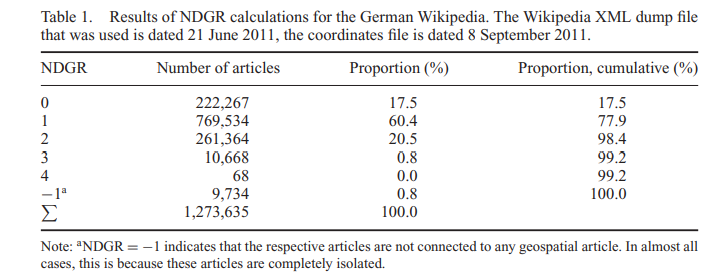 Table 1. Results of NDGR calculations for the German Wikipedia. The Wikipedia XML dump file
that was used is dated 21 June 2011, the coordinates file is dated 8 September 2011.
NDGR Number of articles Proportion (%) Proportion, cumulative (%)
0 222,267 17.5 17.5
1 769,534 60.4 77.9
2 261,364 20.5 98.4
3 10,668 0.8 99.2
4 68 0.0 99.2
−1ᵃ 9,734 0.8 100.0
∑ 1,273,635 100.0
Note: ᵃNDGR = −1 indicates that the respective articles are not connected to any geospatial article. In almost all
cases, this is because these articles are completely isolated.